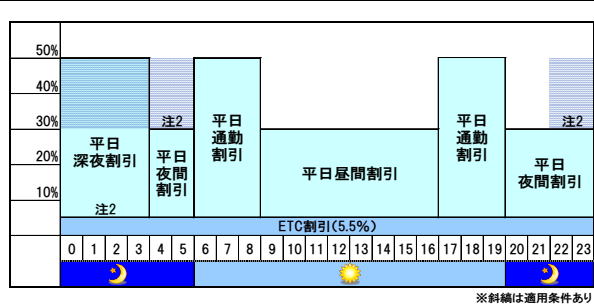 50%
40%
30%
20%
10%
注2
注2
平日
深夜割引
注2
平日
夜間
割引
平日
通勤
割引
平日昼間割引
平日
通勤
割引
平日
夜間割引
ETC割引(5.5%)
0 1 2 3 4 5 6 7 8 9 10 11 12 13 14 15 16 17 18 19 20 21 22 23
※斜線は適用条件あり